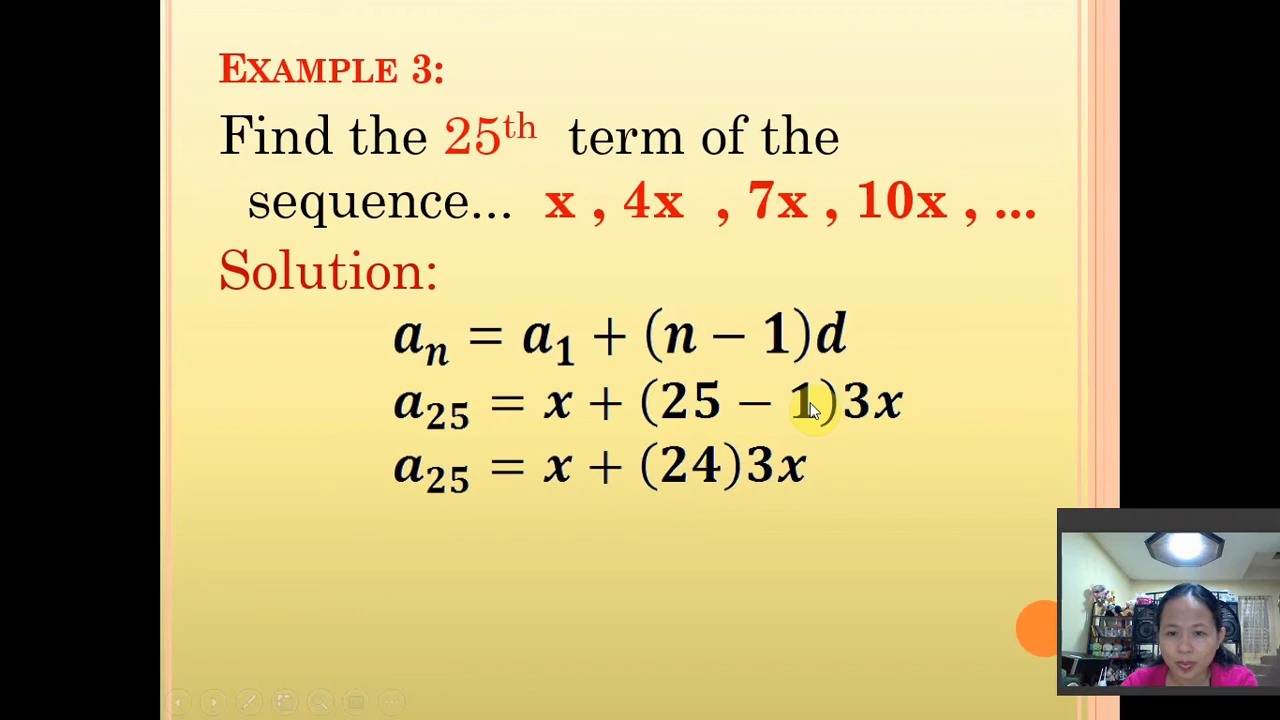 EXAMPLE 3:
Find the 25th term of the
sequence... x , 4x , 7x , 10x , ...
Solution:
aₙ = a₁ + (n − 1)d
a₂₅ = x + (25 − 1)3x
a₂₅ = x + (24)3x